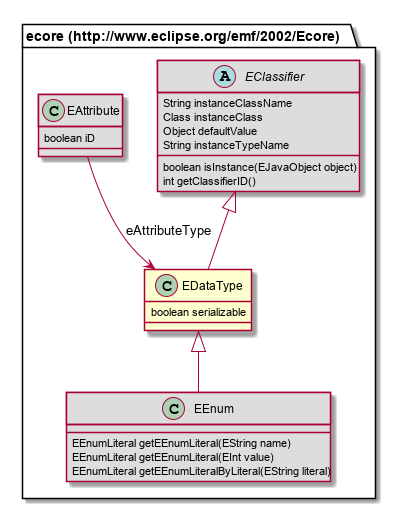 ecore (http://www.eclipse.org/emf/2002/Ecore)
A EClassifier
String instanceClassName
Class instanceClass
Object defaultValue
String instanceTypeName
boolean isInstance(EJavaObject object)
int getClassifierID()
C EAttribute
boolean iD
eAttributeType
C EDataType
boolean serializable
C EEnum
EEnumLiteral getEEnumLiteral(EString name)
EEnumLiteral getEEnumLiteral(EInt value)
EEnumLiteral getEEnumLiteralByLiteral(EString literal)